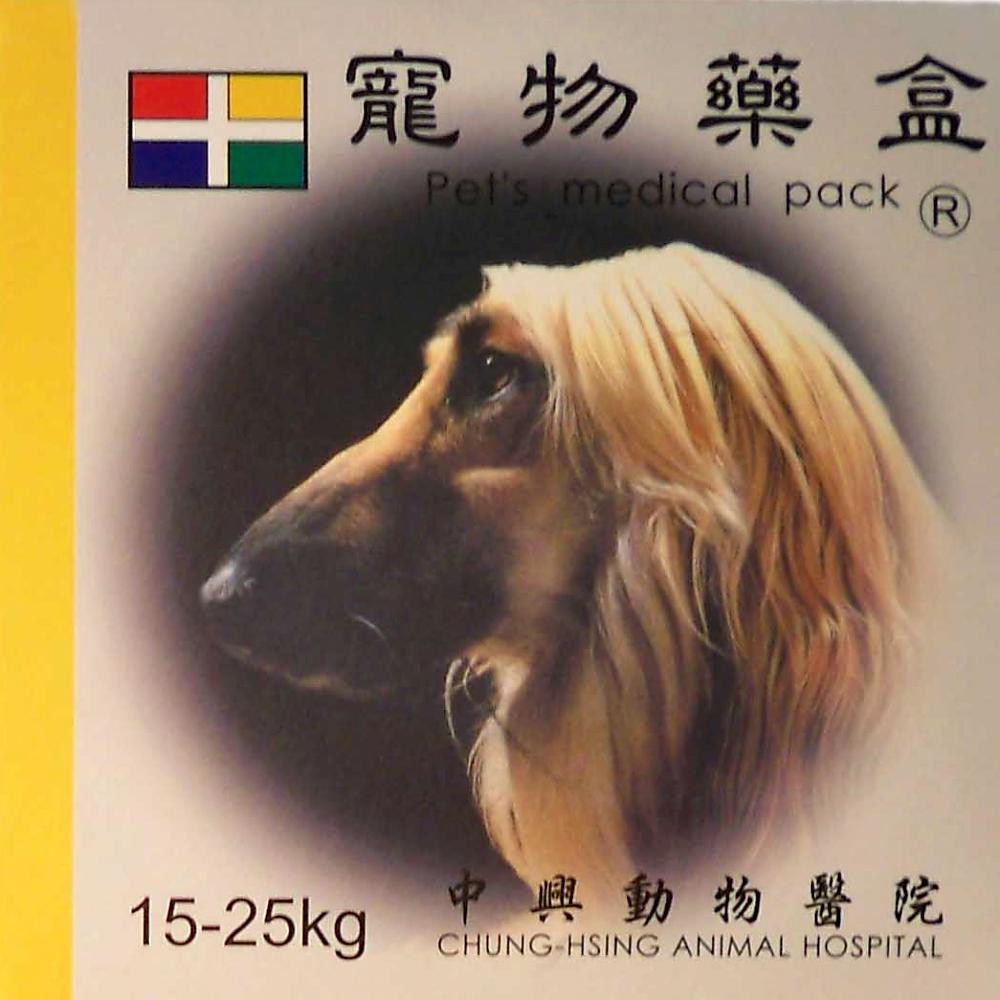 寵物藥盒
Pet's medical pack ®
15-25kg
中興動物醫院
CHUNG-HSING ANIMAL HOSPITAL